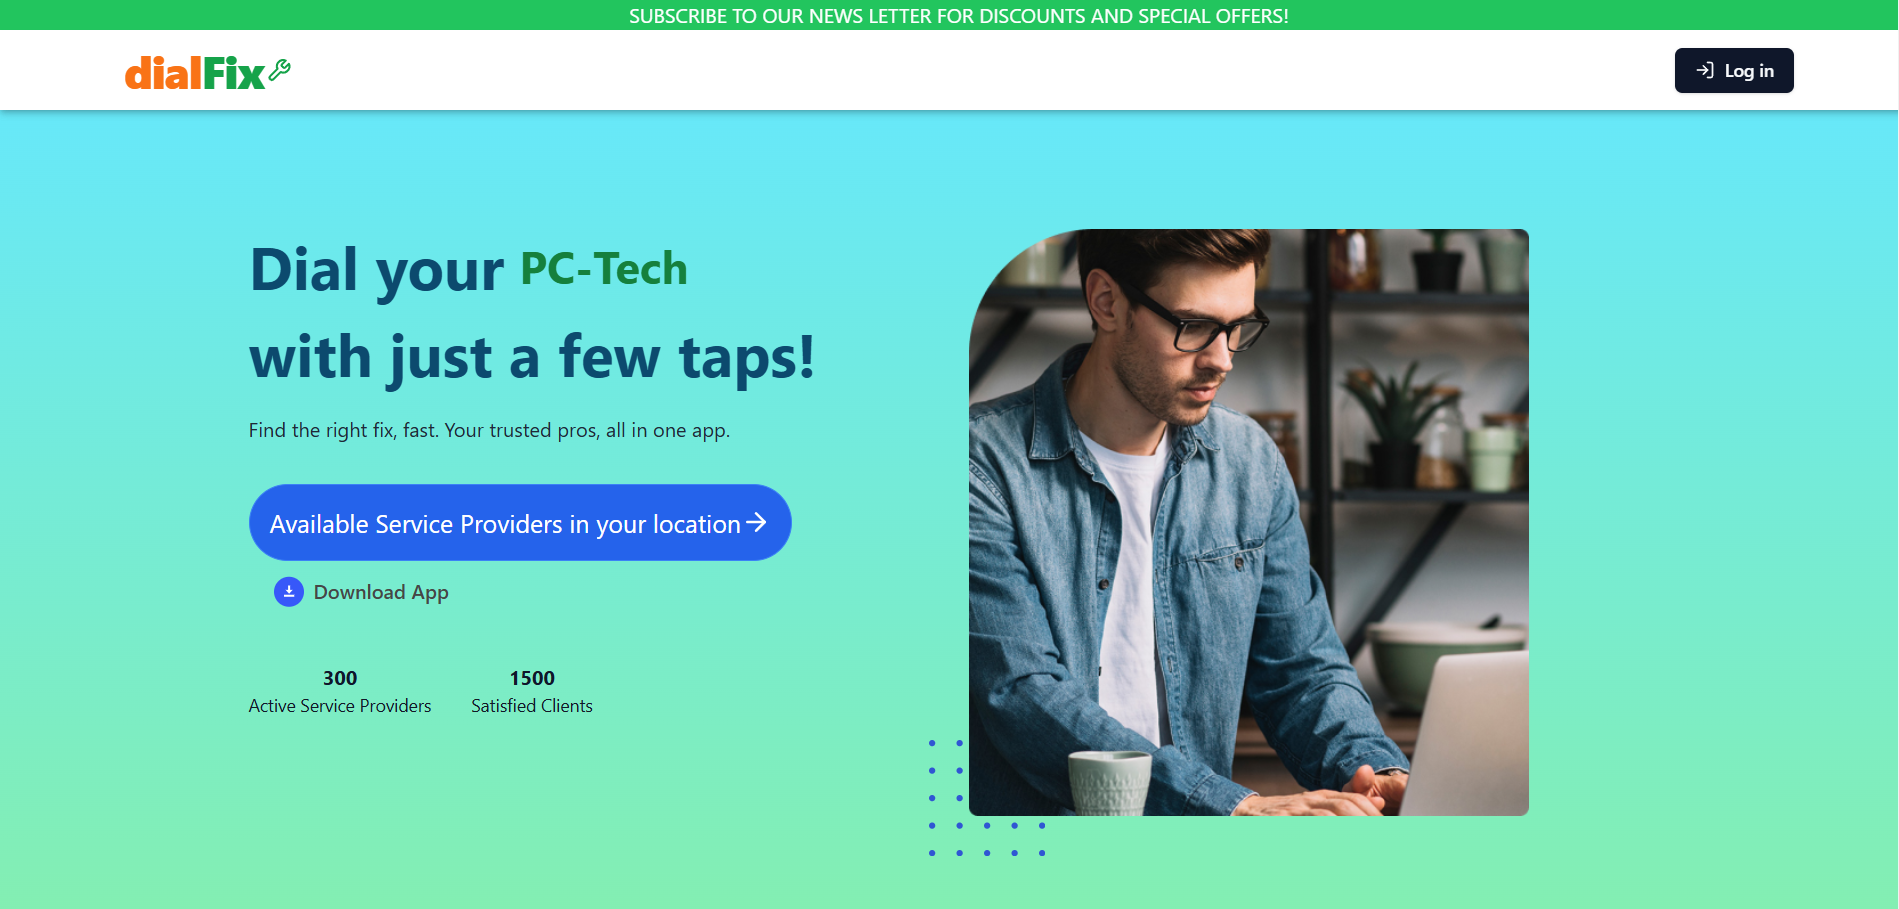 SUBSCRIBE TO OUR NEWS LETTER FOR DISCOUNTS AND SPECIAL OFFERS!
dialFix
Log in
Dial your PC-Tech
with just a few taps!
Find the right fix, fast. Your trusted pros, all in one app.
Available Service Providers in your location
Download App
300
Active Service Providers
1500
Satisfied Clients